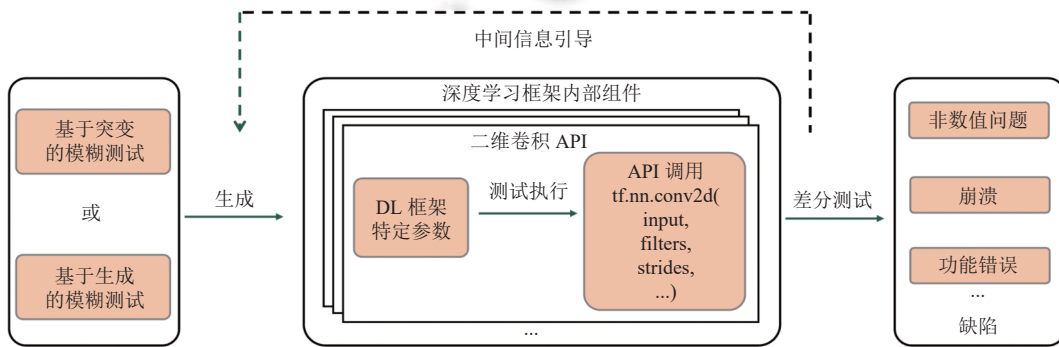 中间信息引导
基于突变
的模糊测试
或
基于生成
的模糊测试
生成
深度学习框架内部组件
二维卷积 API
DL 框架
特定参数
测试执行
API 调用
tf.nn.conv2d(
input,
filters,
strides,
...)
...
差分测试
非数值问题
崩溃
功能错误
...
缺陷